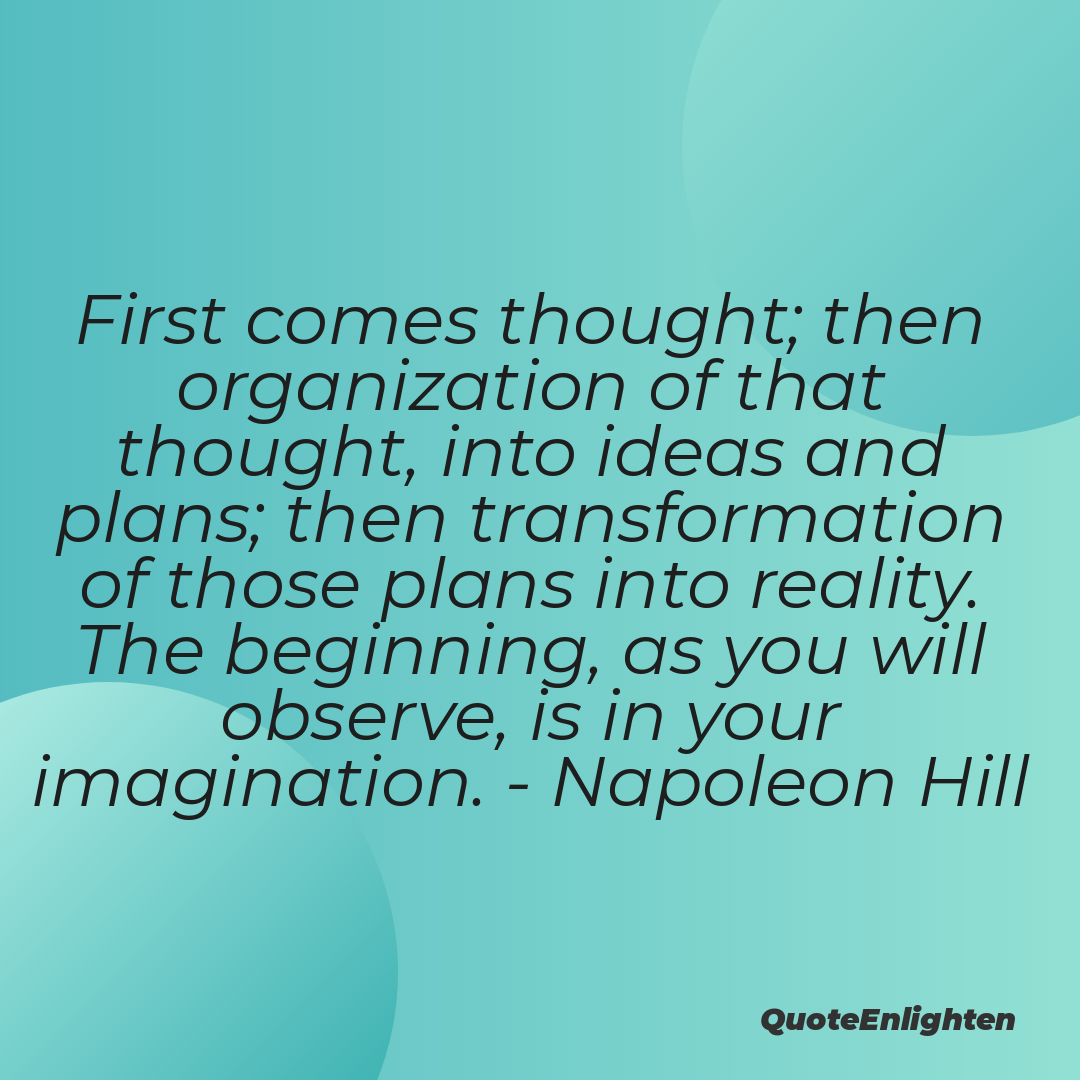 First comes thought; then
organization of that
thought, into ideas and
plans; then transformation
of those plans into reality.
The beginning, as you will
observe, is in your
imagination. - Napoleon Hill
QuoteEnlighten